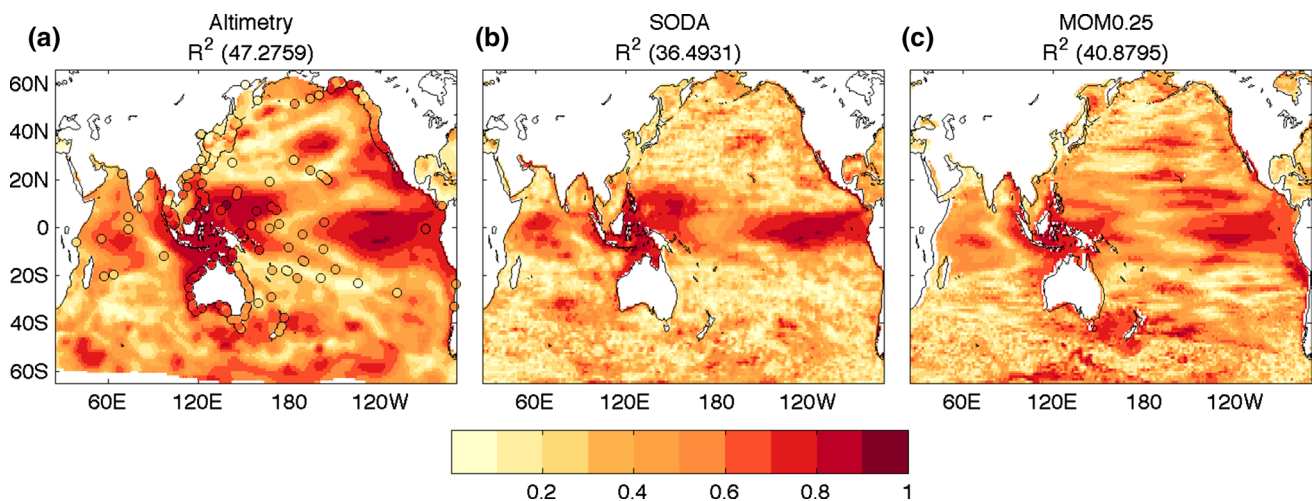 Altimetry
(a) R² (47.2759)
SODA
(b) R² (36.4931)
MOM0.25
(c) R² (40.8795)
60N
40N
20N
0
20S
40S
60S
60E 120E 180 120W
60E 120E 180 120W
60E 120E 180 120W
0.2 0.4 0.6 0.8 1